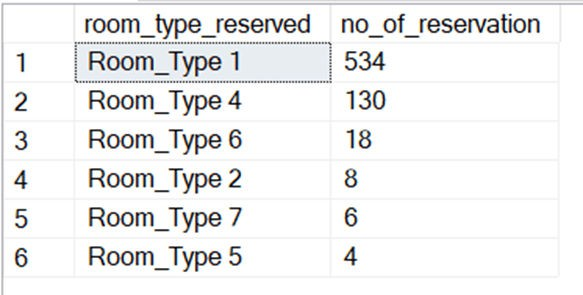 room_type_reserved no_of_reservation
1 Room_Type 1 534
2 Room_Type 4 130
3 Room_Type 6 18
4 Room_Type 2 8
5 Room_Type 7 6
6 Room_Type 5 4